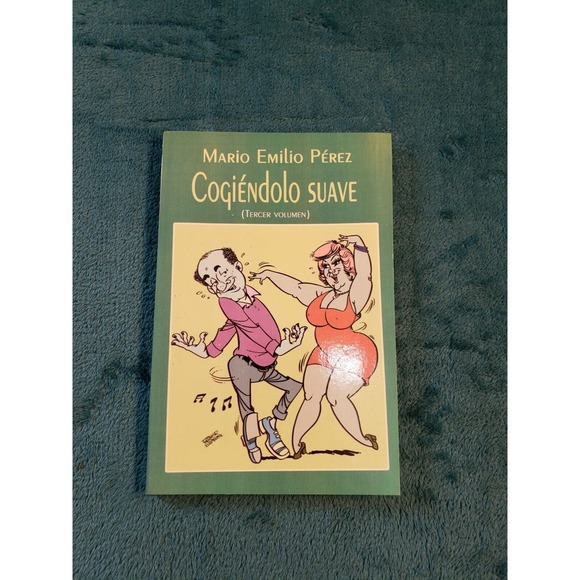 Mario Emilio Pérez
Cogiéndolo suave
(Tercer volumen)